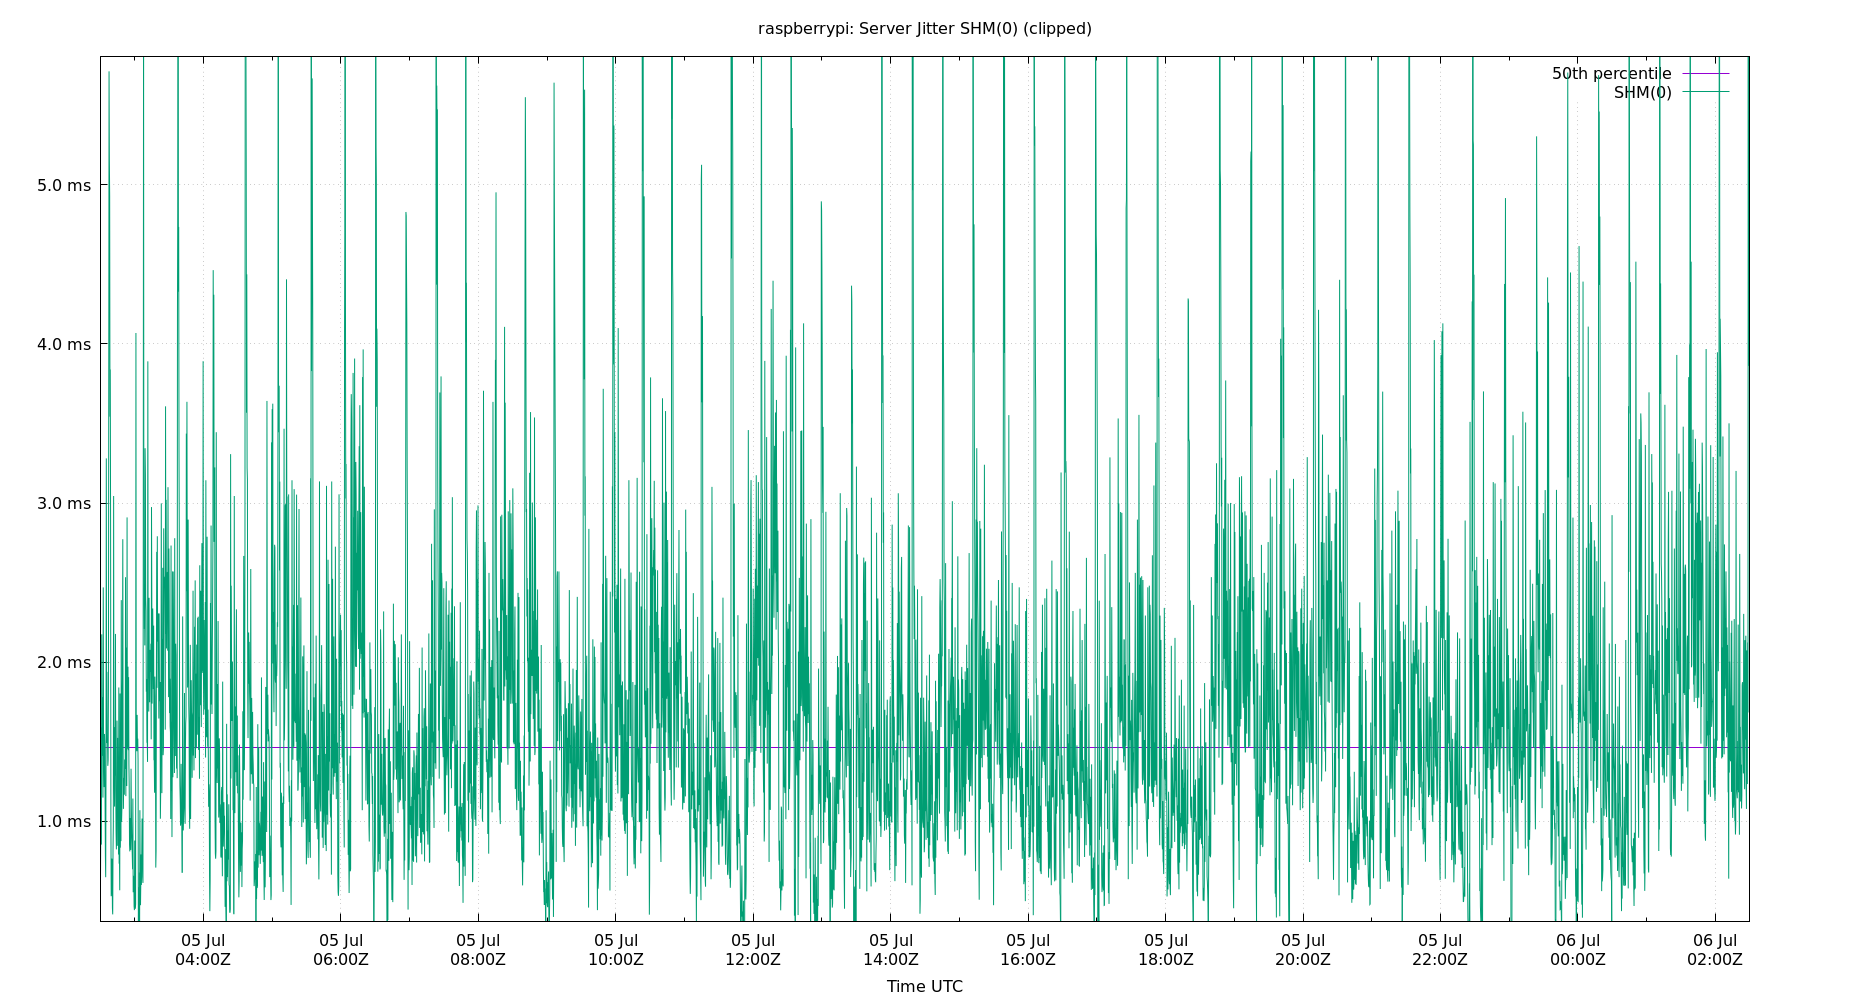 raspberrypi: Server Jitter SHM(0) (clipped)
50th percentile
SHM(0)
5.0 ms
4.0 ms
3.0 ms
2.0 ms
1.0 ms
05 Jul 05 Jul 05 Jul 05 Jul 05 Jul 05 Jul 05 Jul 05 Jul 05 Jul 05 Jul 06 Jul 06 Jul
04:00Z 06:00Z 08:00Z 10:00Z 12:00Z 14:00Z 16:00Z 18:00Z 20:00Z 22:00Z 00:00Z 02:00Z
Time UTC